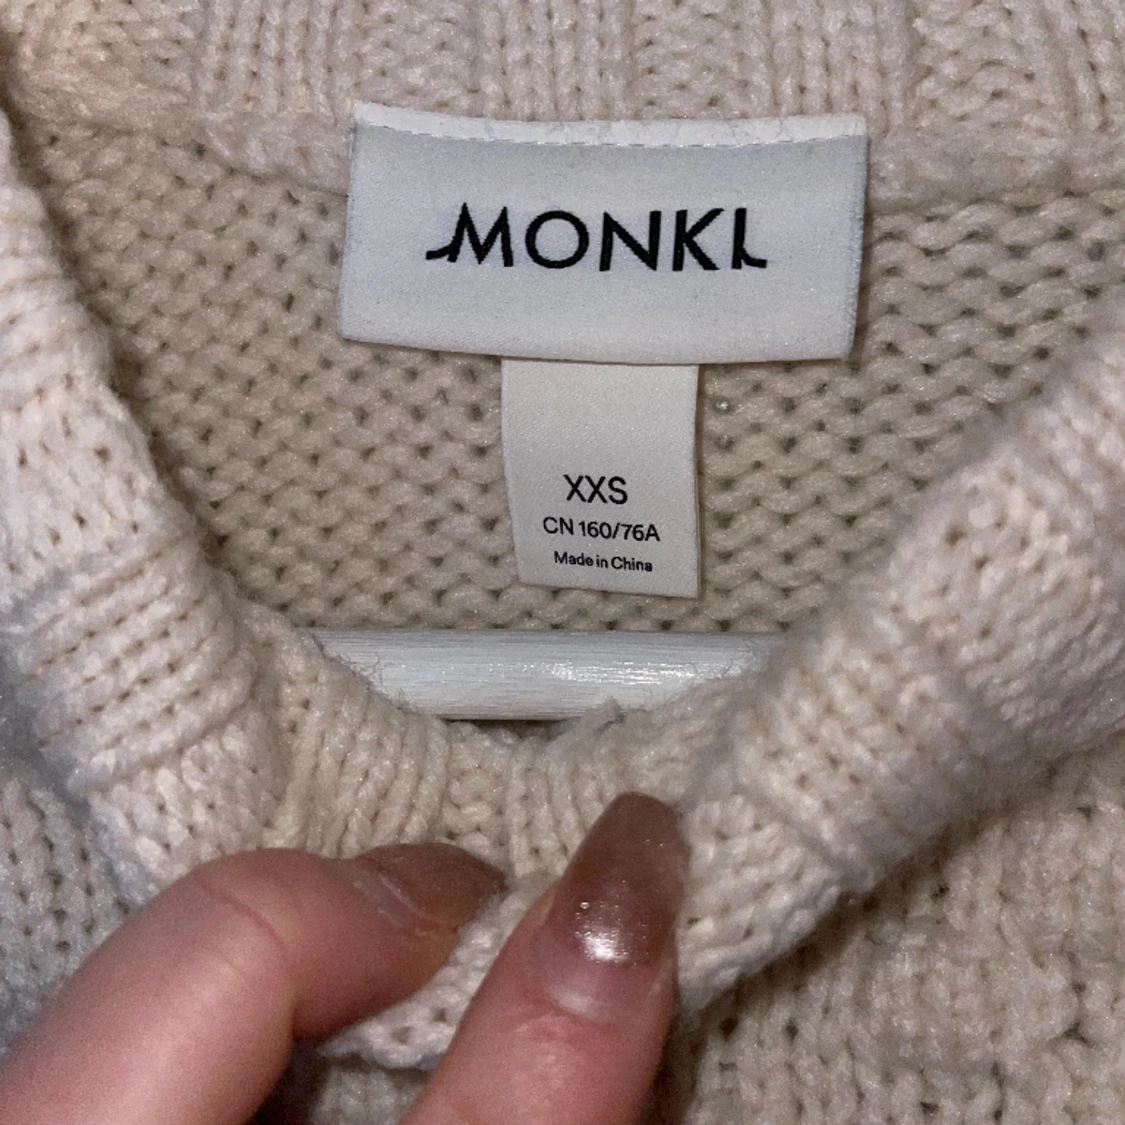 MONKI
XXS
CN 160/76A
Made in China